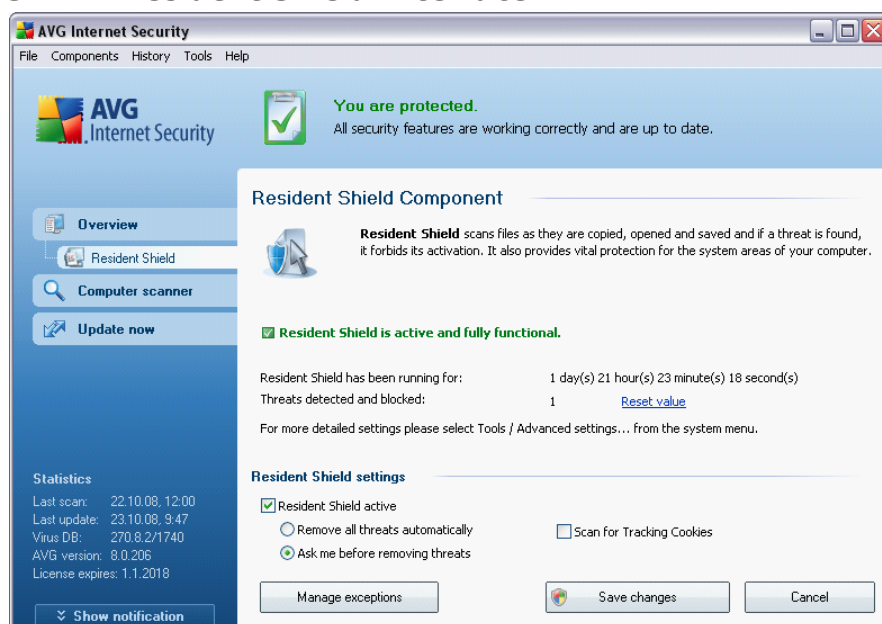 AVG Internet Security
File Components History Tools Help
AVG
Internet Security
You are protected.
All security features are working correctly and are up to date.
Overview
Resident Shield
Computer scanner
Update now
Resident Shield Component
Resident Shield scans files as they are copied, opened and saved and if a threat is found,
it forbids its activation. It also provides vital protection for the system areas of your computer.
Resident Shield is active and fully functional.
Resident Shield has been running for: 1 day(s) 21 hour(s) 23 minute(s) 18 second(s)
Threats detected and blocked: 1 Reset value
For more detailed settings please select Tools / Advanced settings... from the system menu.
Statistics
Last scan: 22.10.08, 12:00
Last update: 23.10.08, 9:47
Virus DB: 270.8.2/1740
AVG version: 8.0.206
License expires: 1.1.2018
Show notification
Resident Shield settings
Resident Shield active
Remove all threats automatically
Scan for Tracking Cookies
Ask me before removing threats
Manage exceptions
Save changes
Cancel